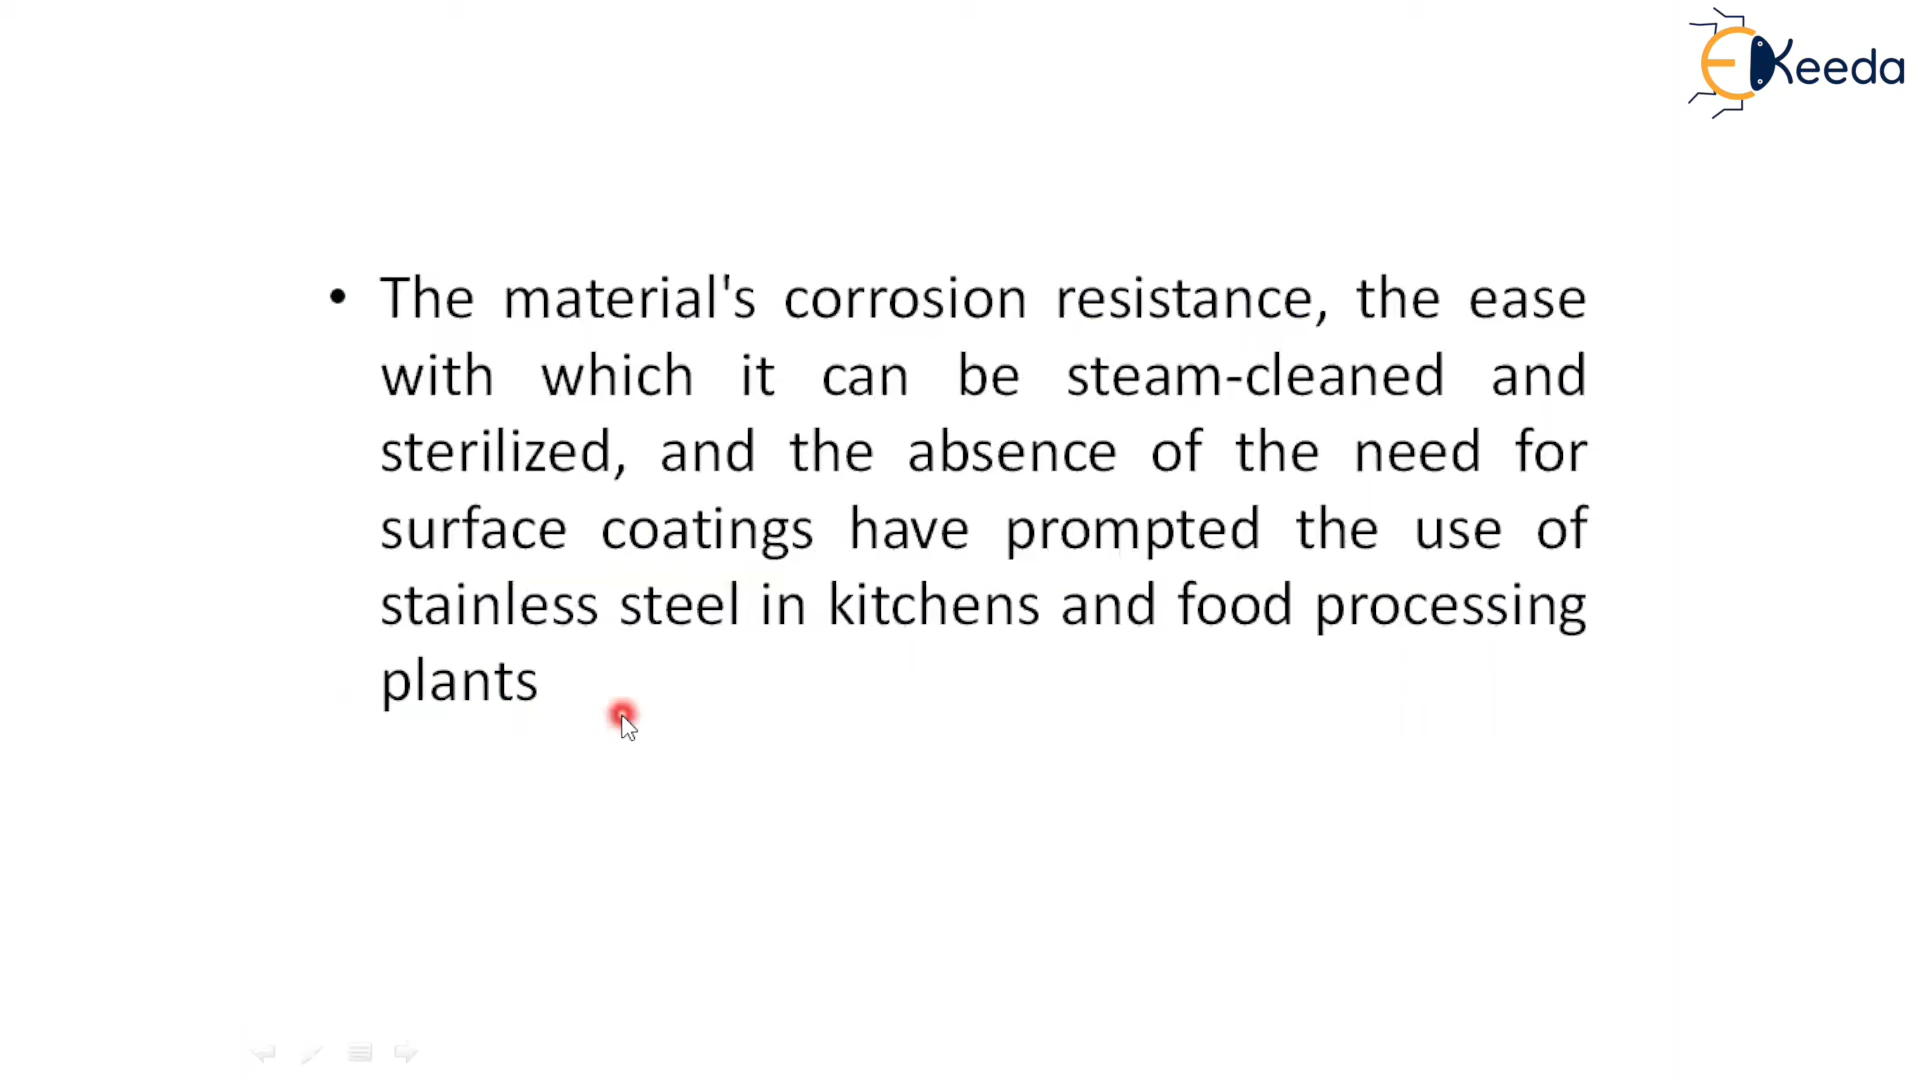 EKeeda
• The material's corrosion resistance, the ease
with which it can be steam-cleaned and
sterilized, and the absence of the need for
surface coatings have prompted the use of
stainless steel in kitchens and food processing
plants